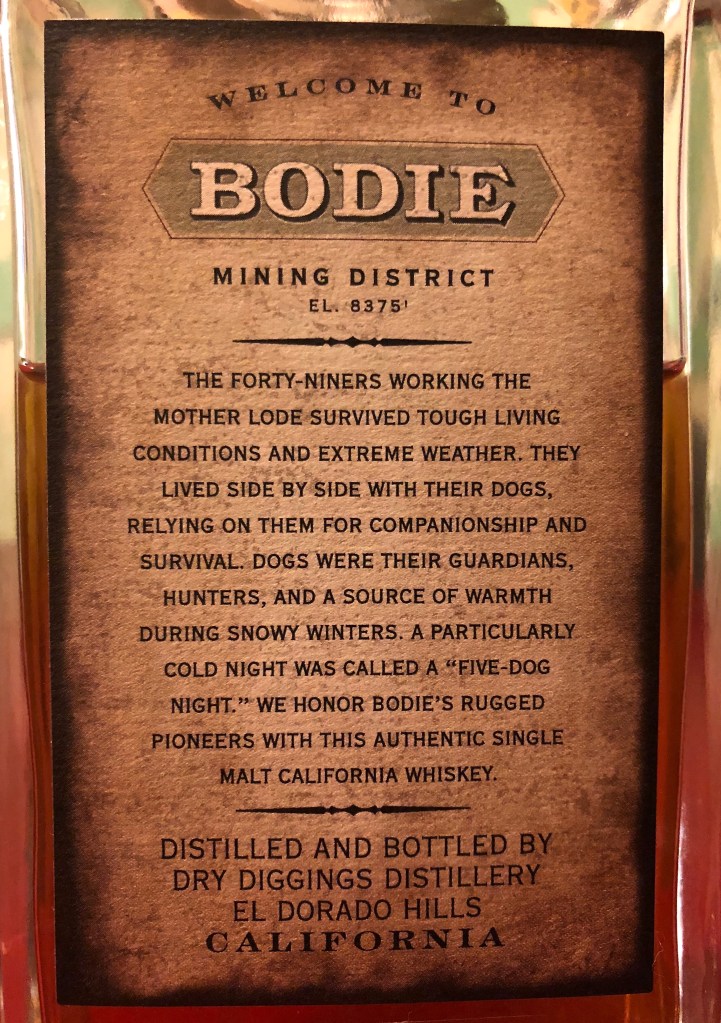 WELCOME TO
BODIE
MINING DISTRICT
EL. 8375'
THE FORTY-NINERS WORKING THE
MOTHER LODE SURVIVED TOUGH LIVING
CONDITIONS AND EXTREME WEATHER. THEY
LIVED SIDE BY SIDE WITH THEIR DOGS,
RELYING ON THEM FOR COMPANIONSHIP AND
SURVIVAL. DOGS WERE THEIR GUARDIANS,
HUNTERS, AND A SOURCE OF WARMTH
DURING SNOWY WINTERS. A PARTICULARLY
COLD NIGHT WAS CALLED A “FIVE-DOG
NIGHT.” WE HONOR BODIE’S RUGGED
PIONEERS WITH THIS AUTHENTIC SINGLE
MALT CALIFORNIA WHISKEY.
DISTILLED AND BOTTLED BY
DRY DIGGINGS DISTILLERY
EL DORADO HILLS
CALIFORNIA